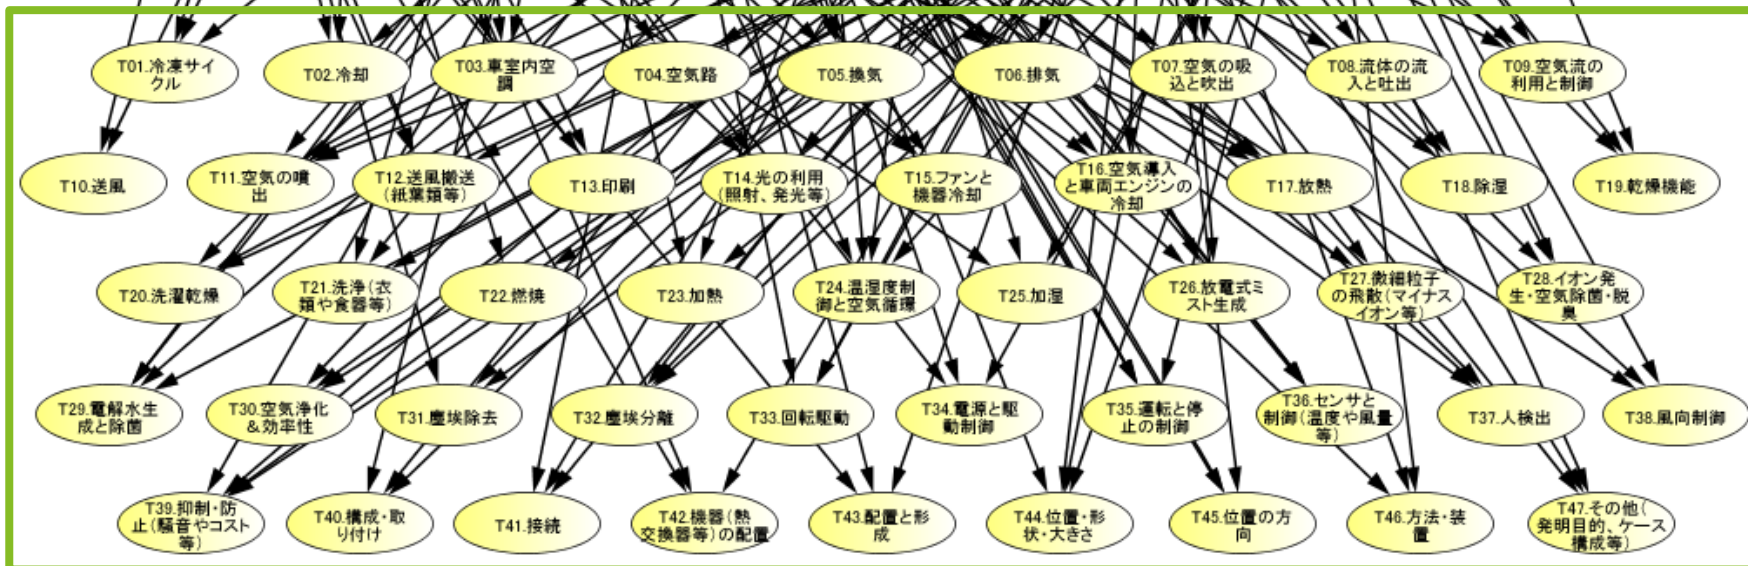 T01.冷凍サイ
クル
T02.冷却
T03.車室内空
調
T04.空気路
T05.換気
T06.排気
T07.空気の吸
込と吹出
T08.流体の流
入と吐出
T09.空気流の
利用と制御
T10.送風
T11.空気の噴
出
T12.送風搬送
(紙葉類等)
T13.印刷
T14.光の利用
(照射、発光等)
T15.ファンと
機器冷却
T16.空気導入
と車両エンジンの
冷却
T17.放熱
T18.除湿
T19.乾燥機能
T20.洗濯乾燥
T21.洗浄(衣
類や食器等)
T22.燃焼
T23.加熱
T24.温湿度制
御と空気循環
T25.加湿
T26.放電式ミ
スト生成
T27.微細粒子
の飛散(マイナス
イオン等)
T28.イオン発
生・空気除菌・脱
臭
T29.電解水生
成と除菌
T30.空気浄化
&効率性
T31.塵埃除去
T32.塵埃分離
T33.回転駆動
T34.電源と駆
動制御
T35.運転と停
止の制御
T36.センサと
制御(温度や風量
等)
T37.人検出
T38.風向制御
T39.抑制・防
止(騒音やコスト
等)
T40.構成・取
り付け
T41.接続
T42.機器(熱
交換器等)の配置
T43.配置と形
成
T44.位置・形
状・大きさ
T45.位置の方
向
T46.方法・装
置
T47.その他(
発明目的、ケース
構成等)